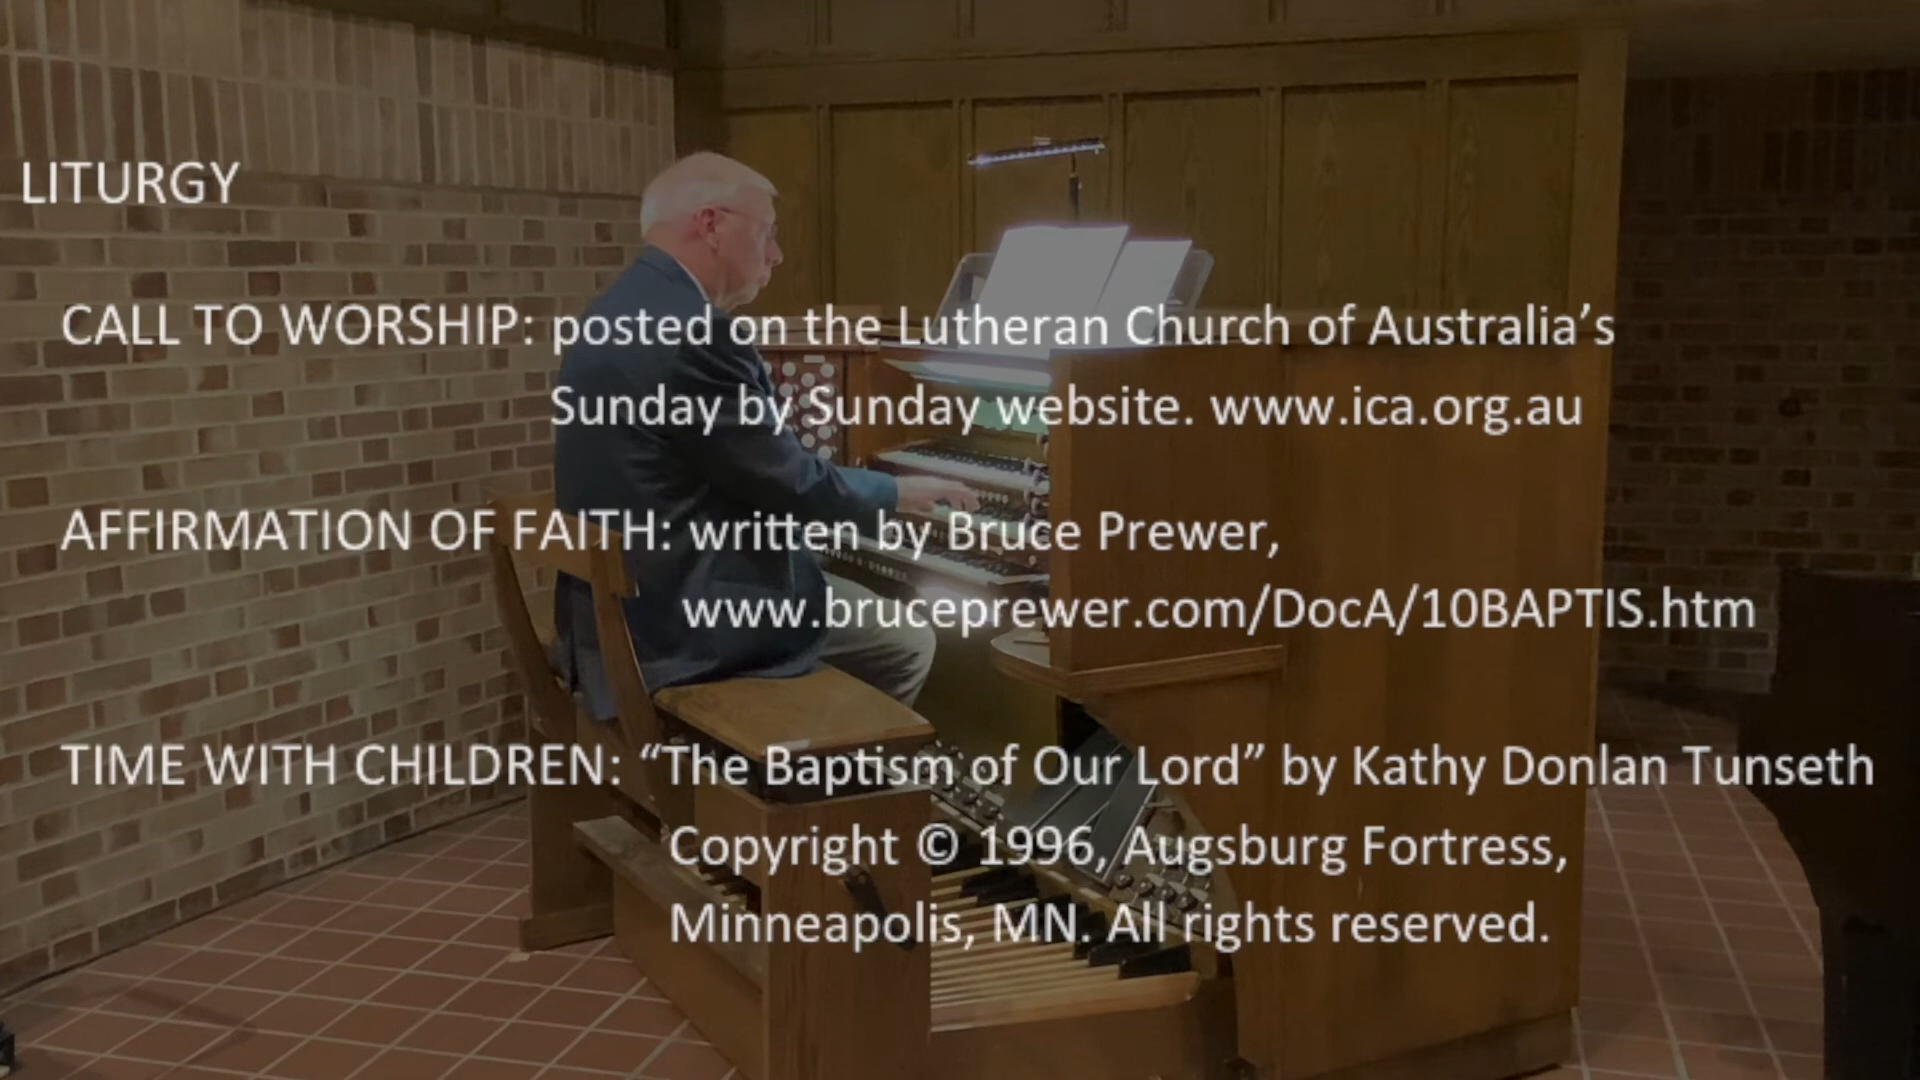 LITURGY
CALL TO WORSHIP: posted on the Lutheran Church of Australia’s
Sunday by Sunday website. www.ica.org.au
AFFIRMATION OF FAITH: written by Bruce Prewer,
www.bruceprewer.com/DocA/10BAPTIS.htm
TIME WITH CHILDREN: “The Baptism of Our Lord” by Kathy Donlan Tunseth
Copyright © 1996, Augsburg Fortress,
Minneapolis, MN. All rights reserved.